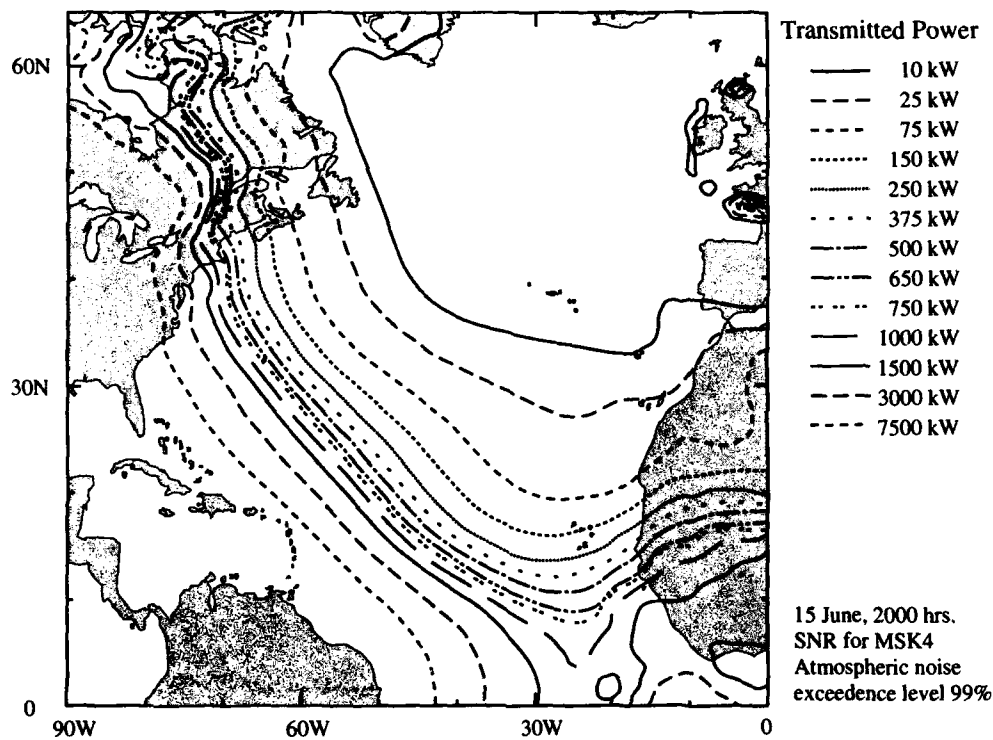 Transmitted Power
10 kW
25 kW
75 kW
150 kW
250 kW
375 kW
500 kW
650 kW
750 kW
1000 kW
1500 kW
3000 kW
7500 kW
60N
30N
0
90W
60W
30W
0
15 June, 2000 hrs.
SNR for MSK4
Atmospheric noise
exceedence level 99%